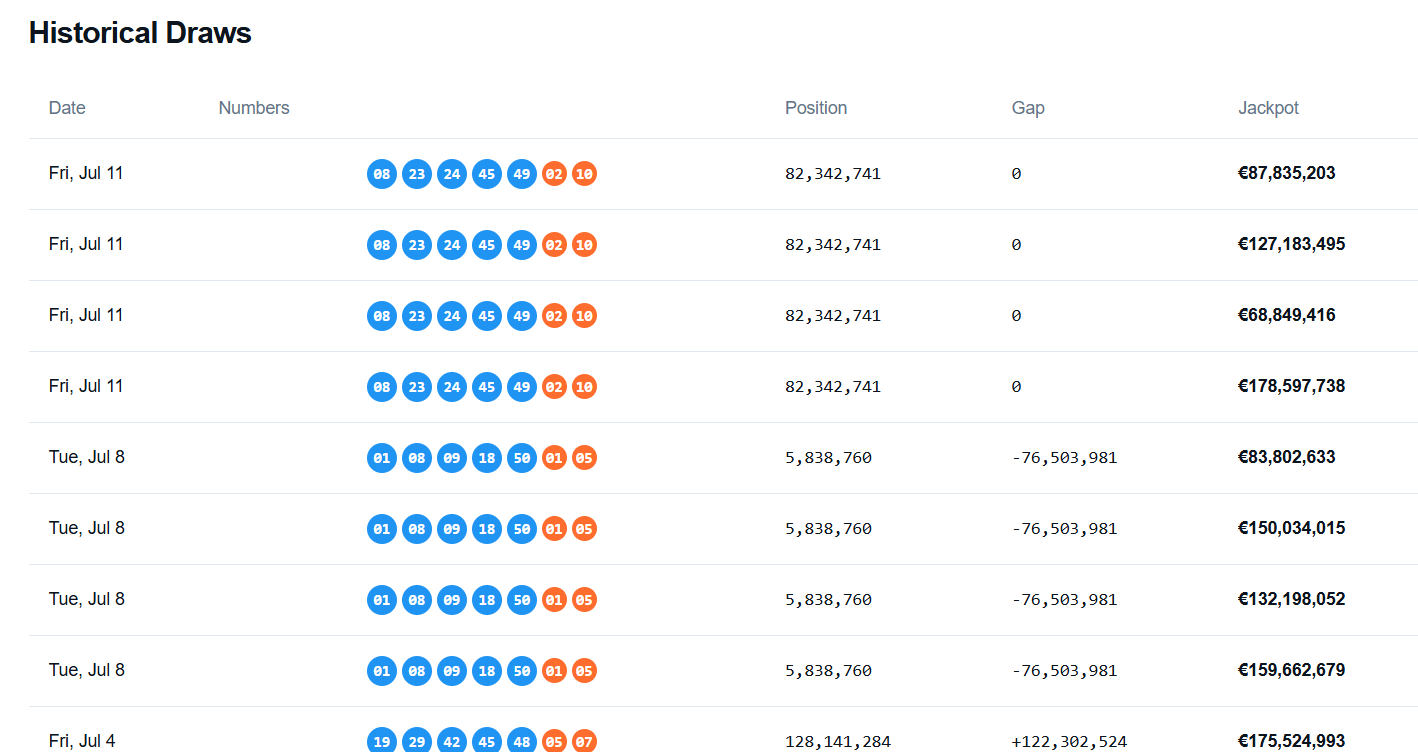 Historical Draws
Date Numbers Position Gap Jackpot
Fri, Jul 11 08 23 24 45 49 02 10 82,342,741 0 €87,835,203
Fri, Jul 11 08 23 24 45 49 02 10 82,342,741 0 €127,183,495
Fri, Jul 11 08 23 24 45 49 02 10 82,342,741 0 €68,849,416
Fri, Jul 11 08 23 24 45 49 02 10 82,342,741 0 €178,597,738
Tue, Jul 8 01 08 09 18 50 01 05 5,838,760 -76,503,981 €83,802,633
Tue, Jul 8 01 08 09 18 50 01 05 5,838,760 -76,503,981 €150,034,015
Tue, Jul 8 01 08 09 18 50 01 05 5,838,760 -76,503,981 €132,198,052
Tue, Jul 8 01 08 09 18 50 01 05 5,838,760 -76,503,981 €159,662,679
Fri, Jul 4 19 29 42 45 48 05 07 128,141,284 +122,302,524 €175,524,993